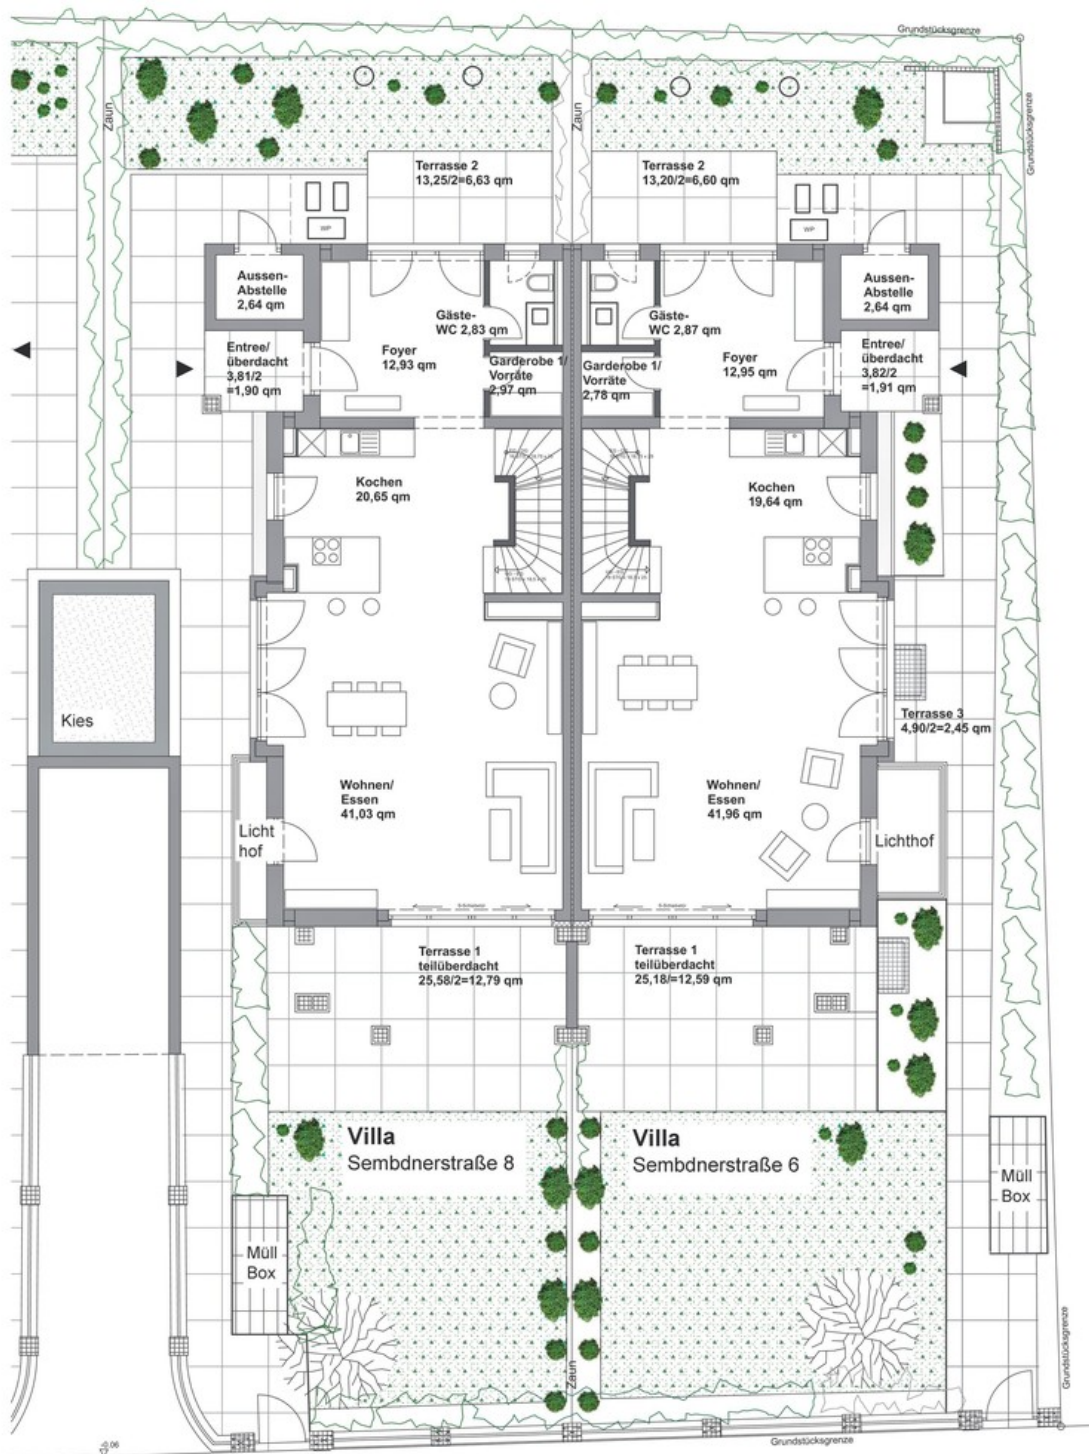 Grundstücksgrenze
Grundstücksgrenze
Zaun
Zaun
Terrasse 2
13,25/2=6,63 qm
Terrasse 2
13,20/2=6,60 qm
WP
WP
Aussen-
Abstelle
2,64 qm
Aussen-
Abstelle
2,64 qm
Gäste-
WC 2,83 qm
Gäste-
WC 2,87 qm
Entree/
überdacht
3,81/2
=1,90 qm
Foyer
12,93 qm
Garderobe 1/
Vorräte
2,97 qm
Garderobe 1/
Vorräte
2,78 qm
Foyer
12,95 qm
Entree/
überdacht
3,82/2
=1,91 qm
Kochen
20,65 qm
Kochen
19,64 qm
Kies
Terrasse 3
4,90/2=2,45 qm
Wohnen/
Essen
41,03 qm
Wohnen/
Essen
41,96 qm
Licht
hof
Lichthof
Terrasse 1
teilüberdacht
25,58/2=12,79 qm
Terrasse 1
teilüberdacht
25,18/=12,59 qm
Villa
Sembdnerstraße 8
Villa
Sembdnerstraße 6
Müll
Box
Müll
Box
Zaun
Grundstücksgrenze
Grundstücksgrenze
-0.06